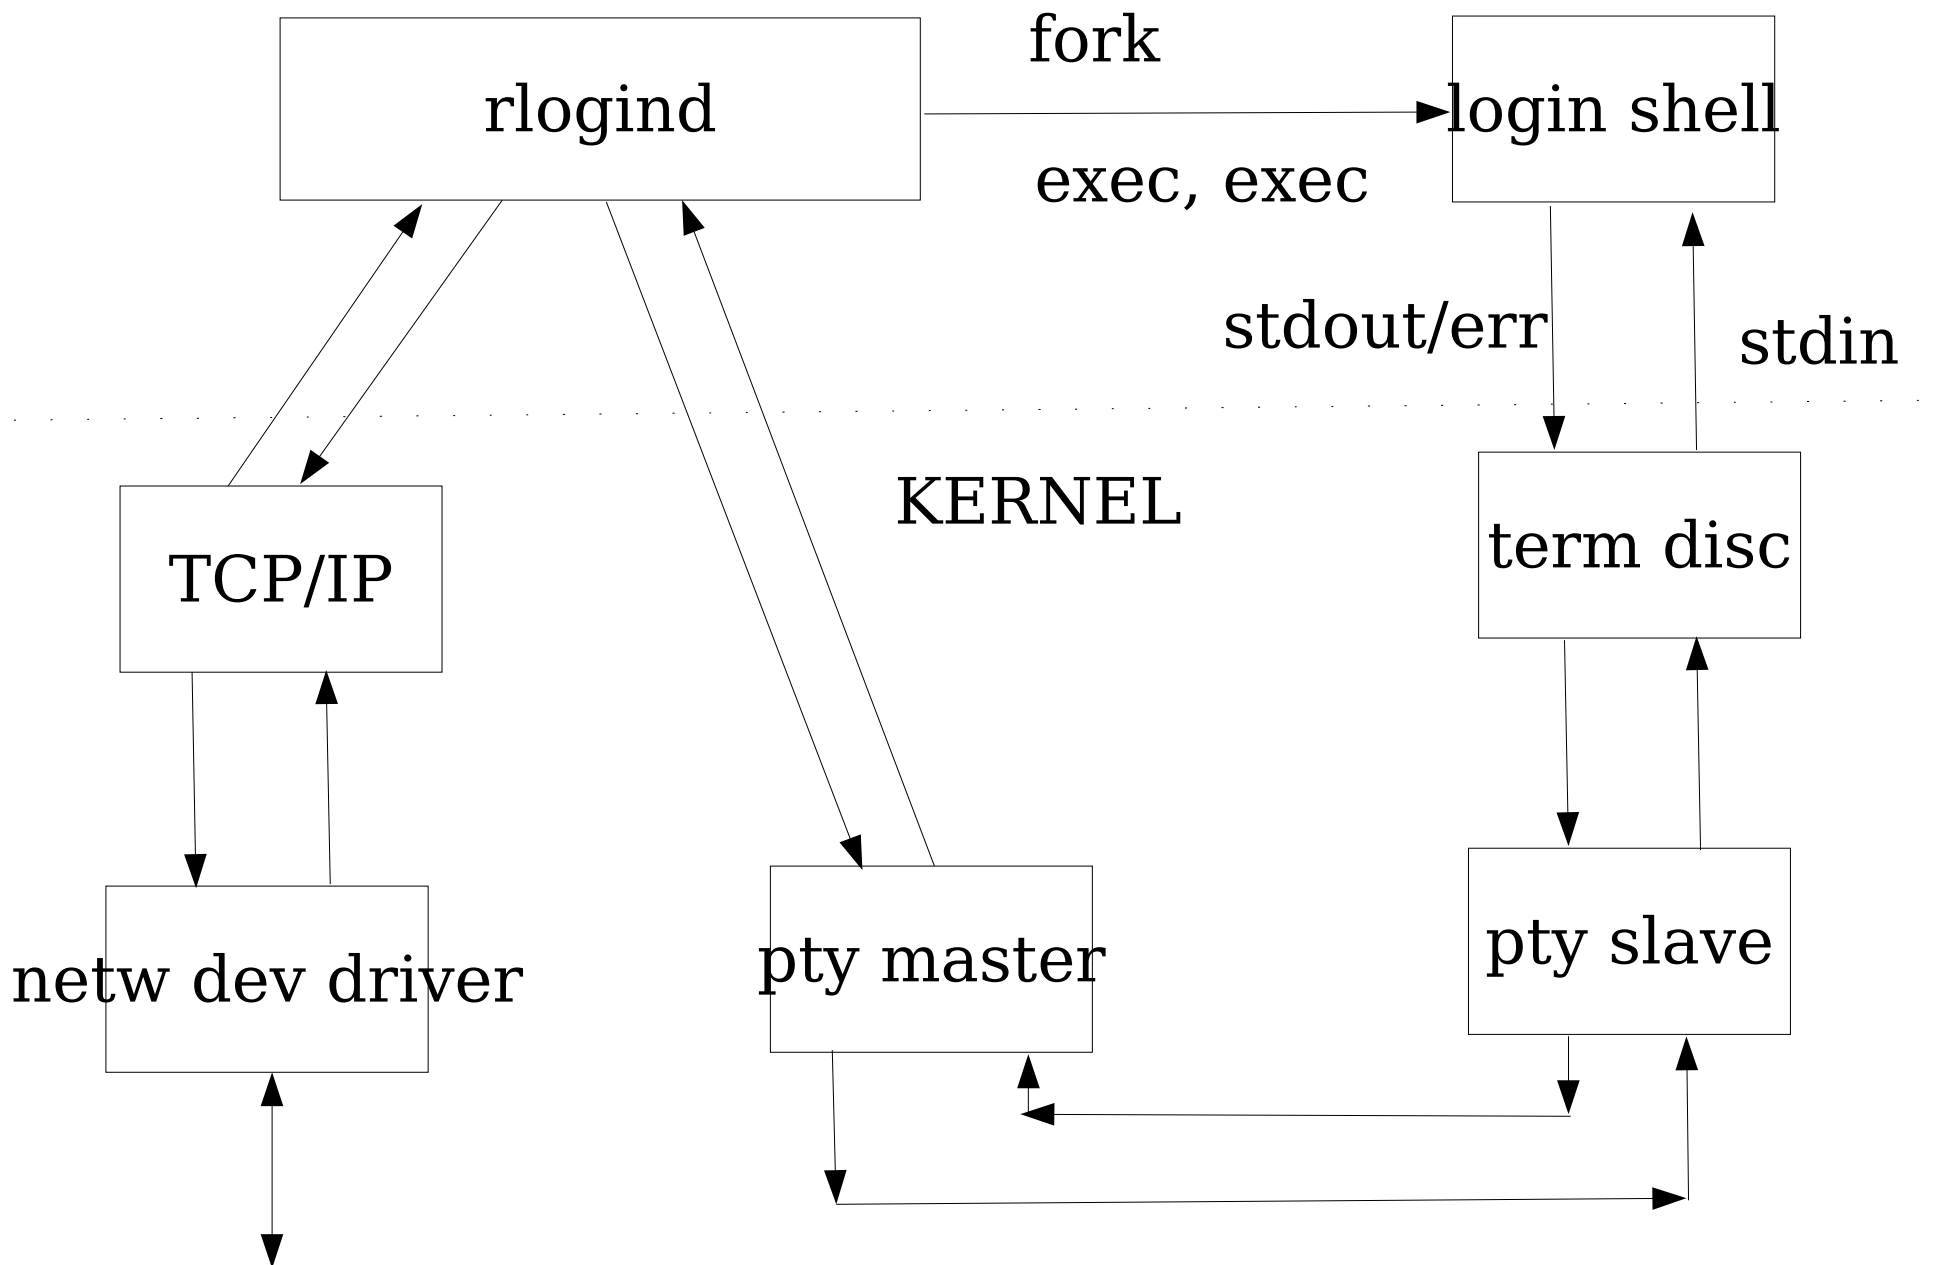 fork
rlogind
login shell
exec, exec
stdout/err
stdin
KERNEL
term disc
TCP/IP
pty slave
pty master
netw dev driver